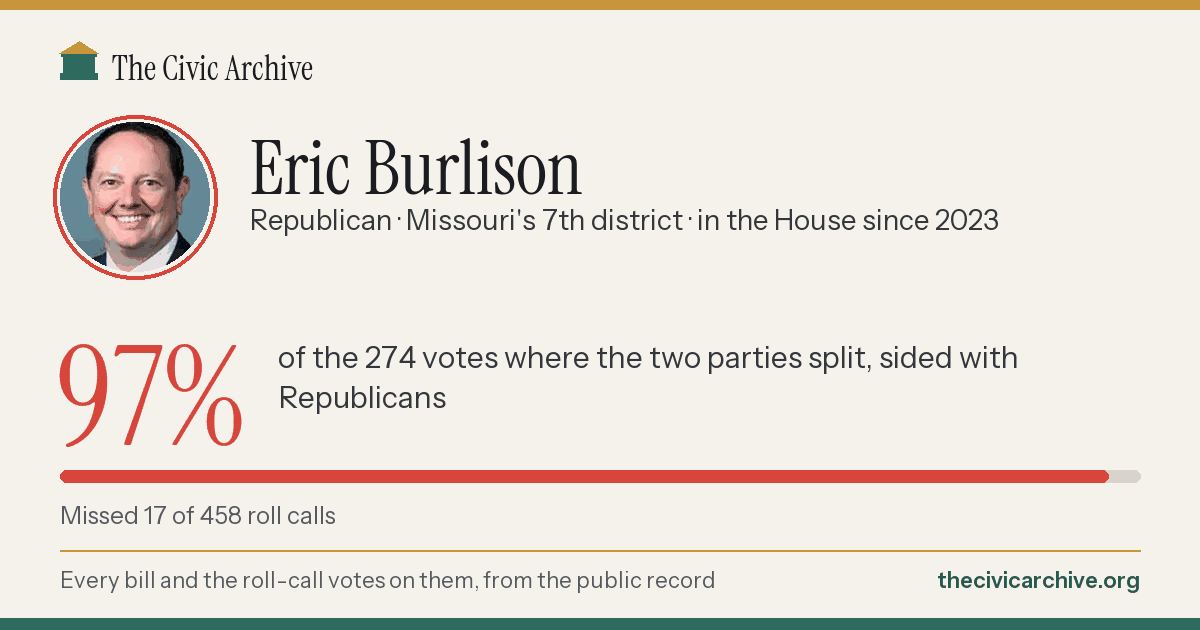 The Civic Archive
Eric Burlison
Republican · Missouri's 7th district · in the House since 2023
97%
of the 274 votes where the two parties split, sided with
Republicans
Missed 17 of 458 roll calls
Every bill and the roll-call votes on them, from the public record
thecivicarchive.org